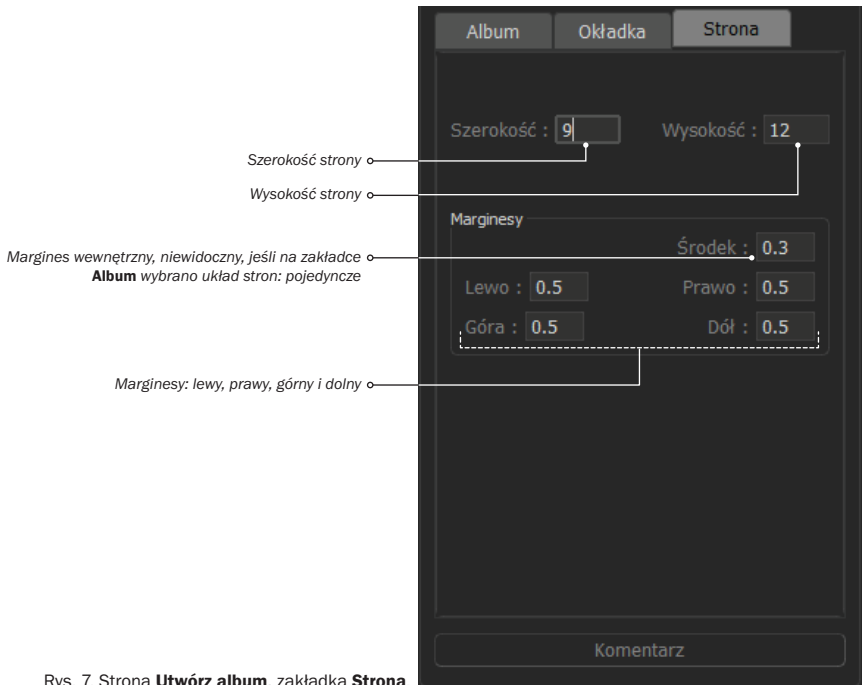 Album Okładka Strona
Szerokość : 9 Wysokość : 12
Szerokość strony
Wysokość strony
Marginesy
Środek : 0.3
Margines wewnętrzny, niewidoczny, jeśli na zakładce
Album wybrano układ stron: pojedyncze
Lewo : 0.5 Prawo : 0.5
Góra : 0.5 Dół : 0.5
Marginesy: lewy, prawy, górny i dolny
Komentarz
Rys. 7. Strona Utwórz album, zakładka Strona